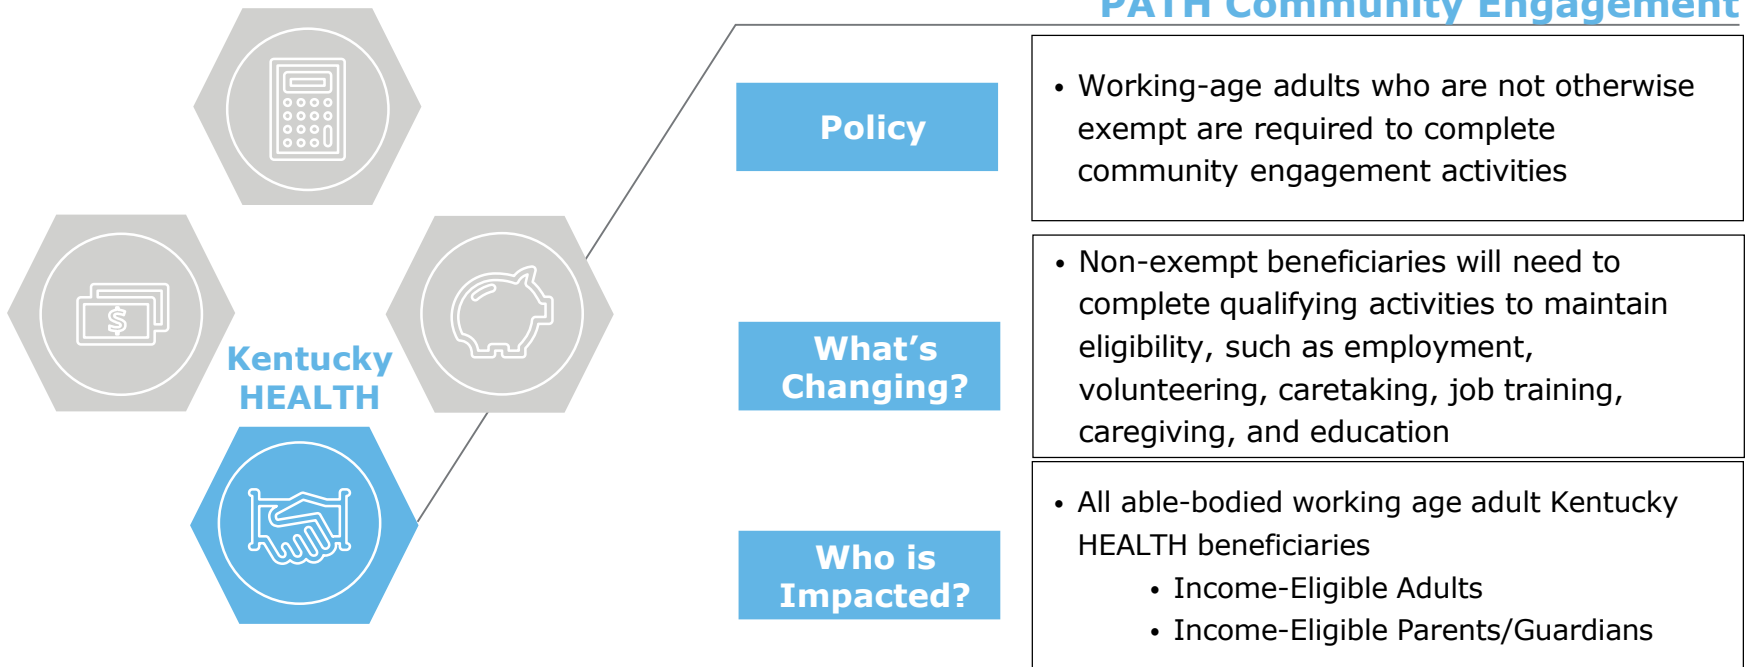 PATH Community Engagement
Policy
• Working-age adults who are not otherwise
exempt are required to complete
community engagement activities
What’s
Changing?
• Non-exempt beneficiaries will need to
complete qualifying activities to maintain
eligibility, such as employment,
volunteering, caretaking, job training,
caregiving, and education
Who is
Impacted?
• All able-bodied working age adult Kentucky
HEALTH beneficiaries
• Income-Eligible Adults
• Income-Eligible Parents/Guardians
$
Kentucky
HEALTH